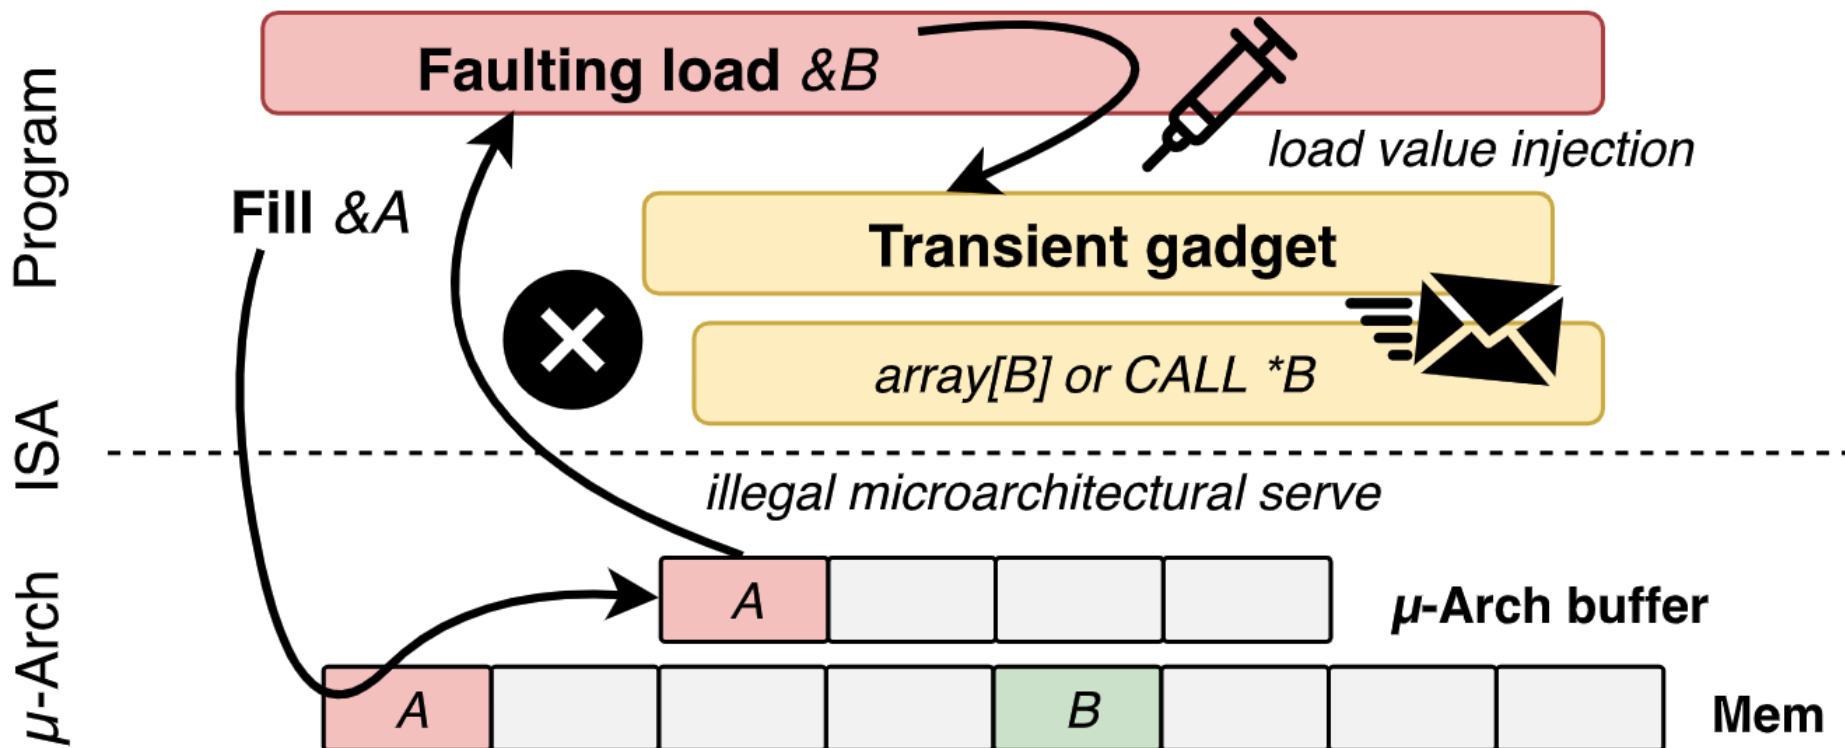 Program
ISA
μ-Arch
Faulting load &B
load value injection
Fill &A
Transient gadget
array[B] or CALL *B
illegal microarchitectural serve
A
μ-Arch buffer
A
B
Mem